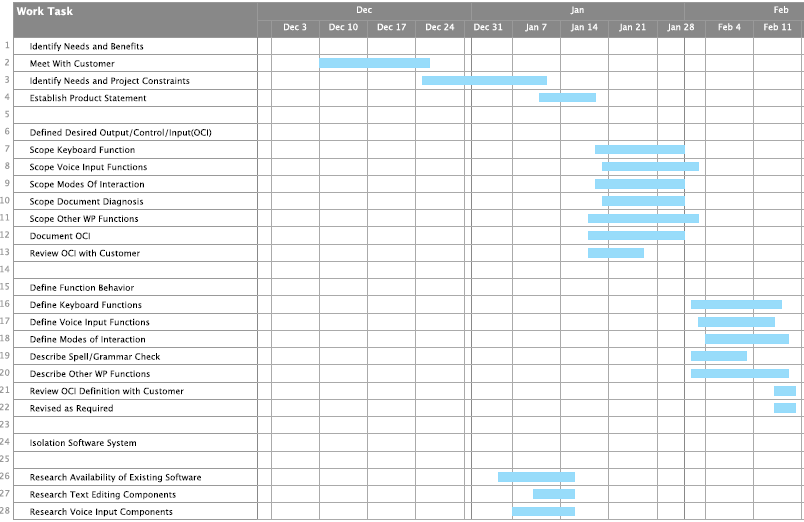 Work Task Dec Jan Feb
Dec 3 Dec 10 Dec 17 Dec 24 Dec 31 Jan 7 Jan 14 Jan 21 Jan 28 Feb 4 Feb 11
1 Identify Needs and Benefits
2 Meet With Customer
3 Identify Needs and Project Constraints
4 Establish Product Statement
5
6 Defined Desired Output/Control/Input(OCI)
7 Scope Keyboard Function
8 Scope Voice Input Functions
9 Scope Modes Of Interaction
10 Scope Document Diagnosis
11 Scope Other WP Functions
12 Document OCI
13 Review OCI with Customer
14
15 Define Function Behavior
16 Define Keyboard Functions
17 Define Voice Input Functions
18 Define Modes of Interaction
19 Describe Spell/Grammar Check
20 Describe Other WP Functions
21 Review OCI Definition with Customer
22 Revised as Required
23
24 Isolation Software System
25
26 Research Availability of Existing Software
27 Research Text Editing Components
28 Research Voice Input Components